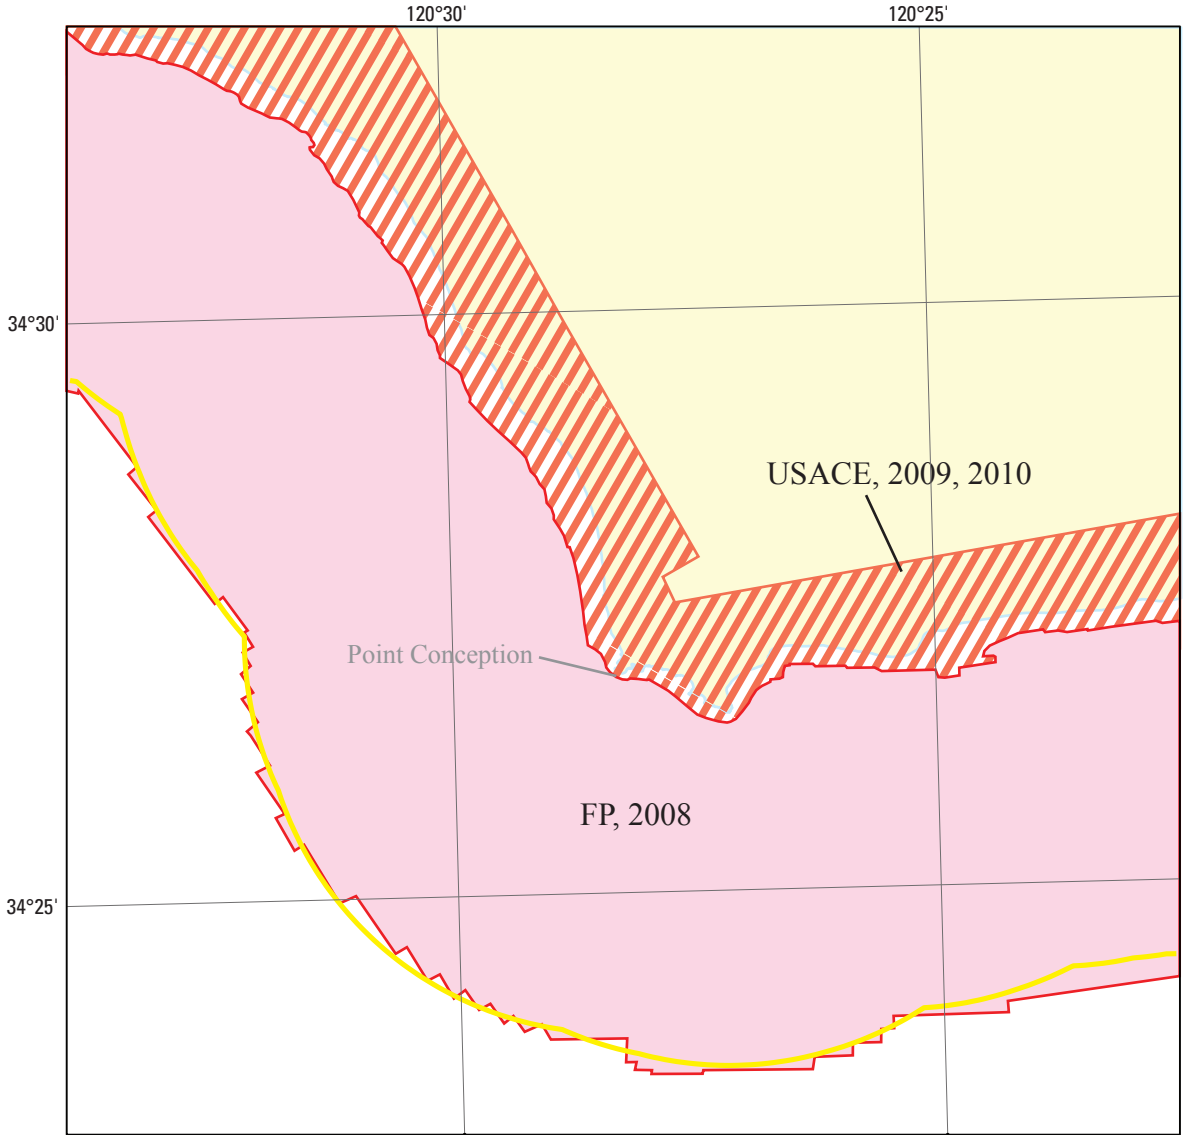 120°30'
120°25'
34°30'
USACE, 2009, 2010
Point Conception
FP, 2008
34°25'